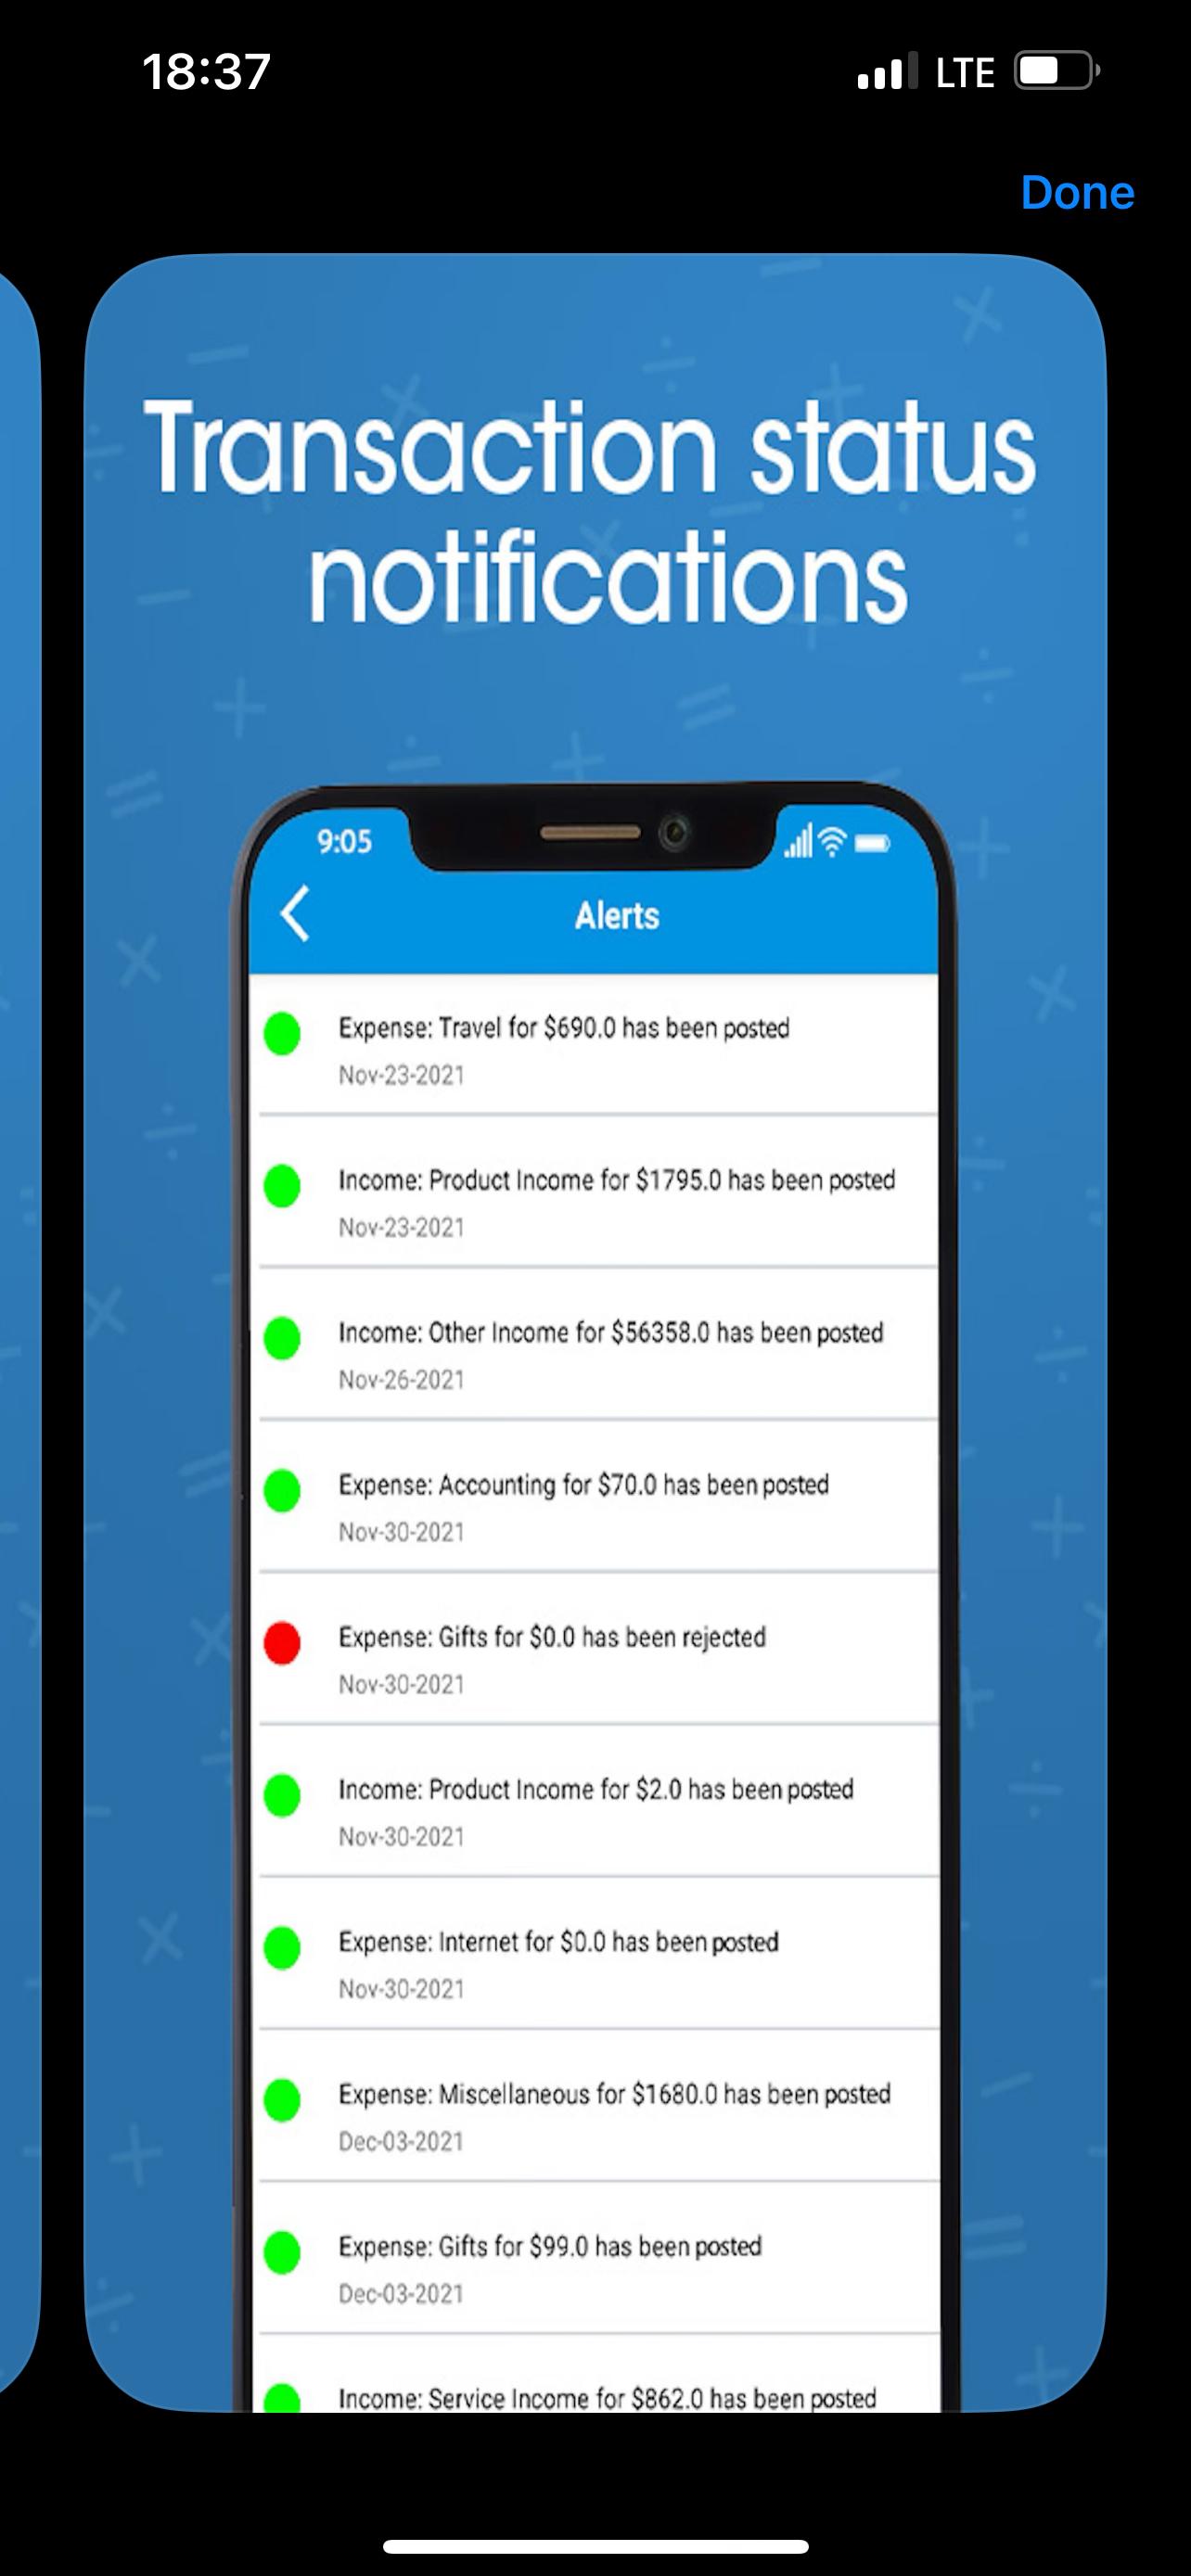 18:37
LTE
Done
Transaction status
notifications
9:05
Alerts
Expense: Travel for $690.0 has been posted
Nov-23-2021
Income: Product Income for $1795.0 has been posted
Nov-23-2021
Income: Other Income for $56358.0 has been posted
Nov-26-2021
Expense: Accounting for $70.0 has been posted
Nov-30-2021
Expense: Gifts for $0.0 has been rejected
Nov-30-2021
Income: Product Income for $2.0 has been posted
Nov-30-2021
Expense: Internet for $0.0 has been posted
Nov-30-2021
Expense: Miscellaneous for $1680.0 has been posted
Dec-03-2021
Expense: Gifts for $99.0 has been posted
Dec-03-2021
Income: Service Income for $862.0 has been posted